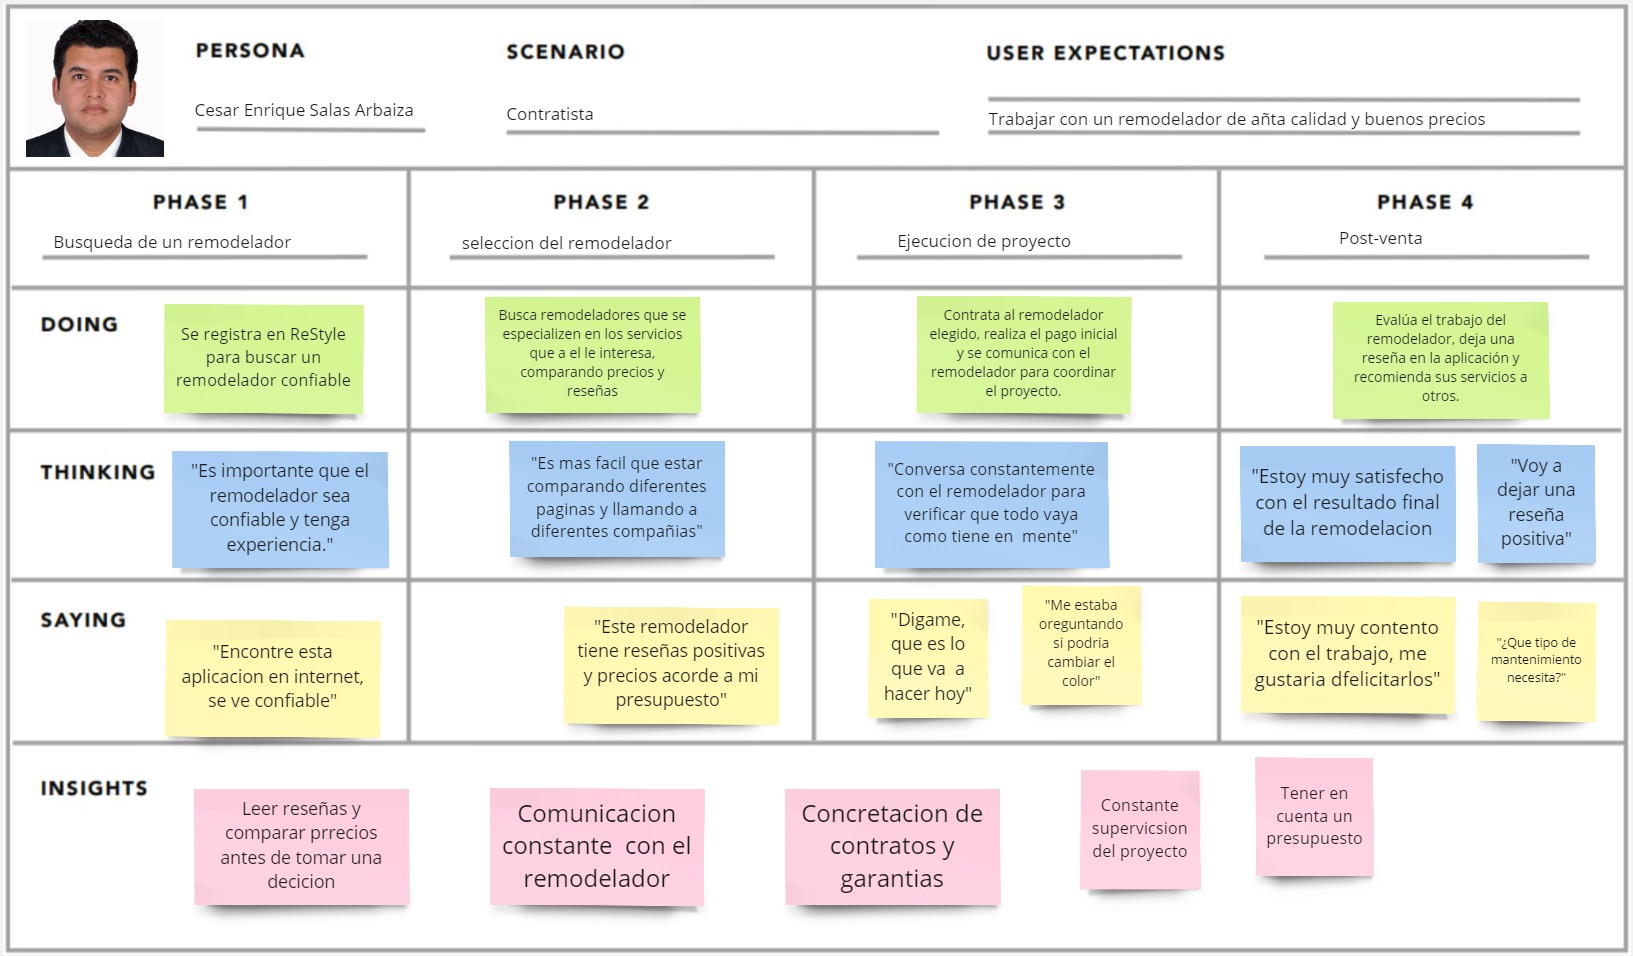 PERSONA
Cesar Enrique Salas Arbaiza
SCENARIO
Contratista
USER EXPECTATIONS
Trabajar con un remodelador de añta calidad y buenos precios
PHASE 1
Busqueda de un remodelador
PHASE 2
seleccion del remodelador
PHASE 3
Ejecucion de proyecto
PHASE 4
Post-venta
DOING
Se registra en ReStyle
para buscar un
remodelador confiable
Busca remodeladores que se
especializen en los servicios
que a el le interesa,
comparando precios y
reseñas
Contrata al remodelador
elegido, realiza el pago inicial
y se comunica con el
remodelador para coordinar
el proyecto.
Evalúa el trabajo del
remodelador, deja una
reseña en la aplicación y
recomienda sus servicios a
otros.
THINKING
"Es importante que el
remodelador sea
confiable y tenga
experiencia."
"Es mas facil que estar
comparando diferentes
paginas y llamando a
diferentes compañias"
"Conversa constantemente
con el remodelador para
verificar que todo vaya
como tiene en  mente"
"Estoy muy satisfecho
con el resultado final
de la remodelacion
"Voy a
dejar una
reseña
positiva"
SAYING
"Encontre esta
aplicacion en internet,
se ve confiable"
"Este remodelador
tiene reseñas positivas
y precios acorde a mi
presupuesto"
"Digame,
que es lo
que va  a
hacer hoy"
"Me estaba
oreguntando
si podria
cambiar el
color"
"Estoy muy contento
con el trabajo, me
gustaria dfelicitarlos"
"¿Que tipo de
mantenimiento
necesita?"
INSIGHTS
Leer reseñas y
comparar prrecios
antes de tomar una
decicion
Comunicacion
constante  con el
remodelador
Concretacion de
contratos y
garantias
Constante
supervicsion
del proyecto
Tener en
cuenta un
presupuesto